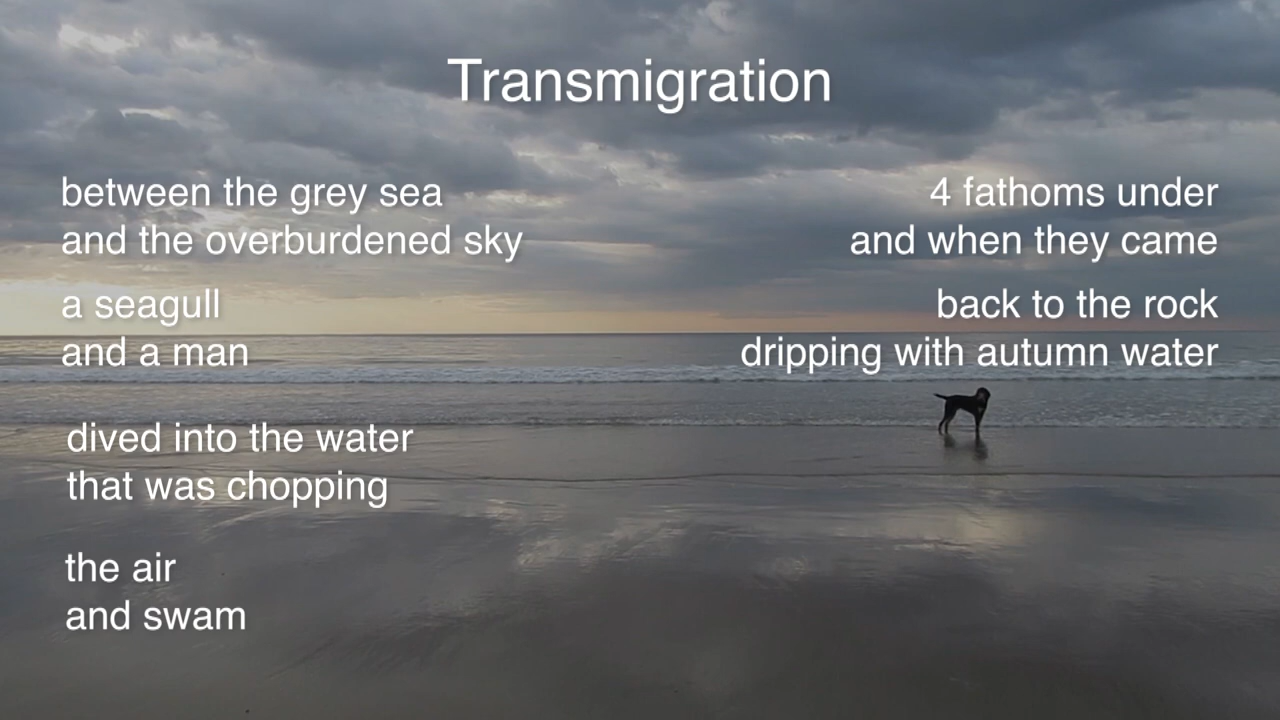 Transmigration
between the grey sea
and the overburdened sky
a seagull
and a man
dived into the water
that was chopping
the air
and swam
4 fathoms under
and when they came
back to the rock
dripping with autumn water